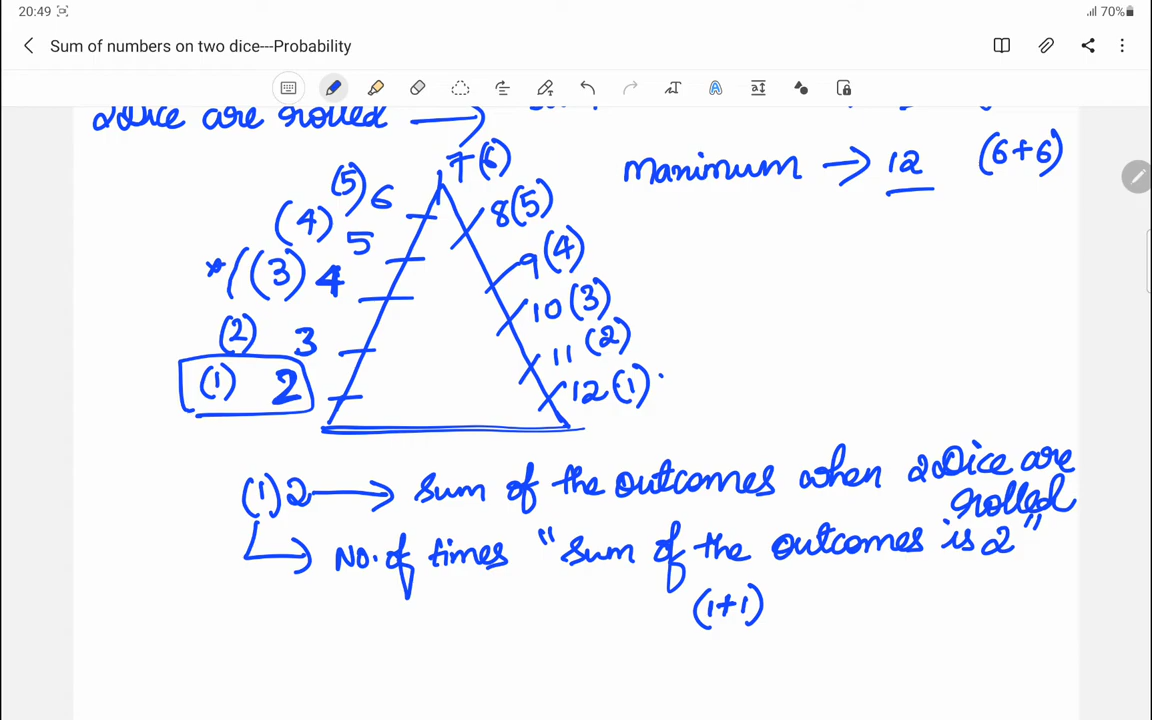 20:49 70%
Sum of numbers on two dice---Probability
2Dice are rolled
7 (6)
maximum → 12 (6+6)
(5) 6 8 (5)
(4) 5 9 (4)
*((3) 4 10 (3)
(2) 3 11 (2)
(1) 2 12 (1)
(1) 2 → Sum of the outcomes when 2Dice are
rolled
No. of times "sum of the outcomes is 2"
(1+1)